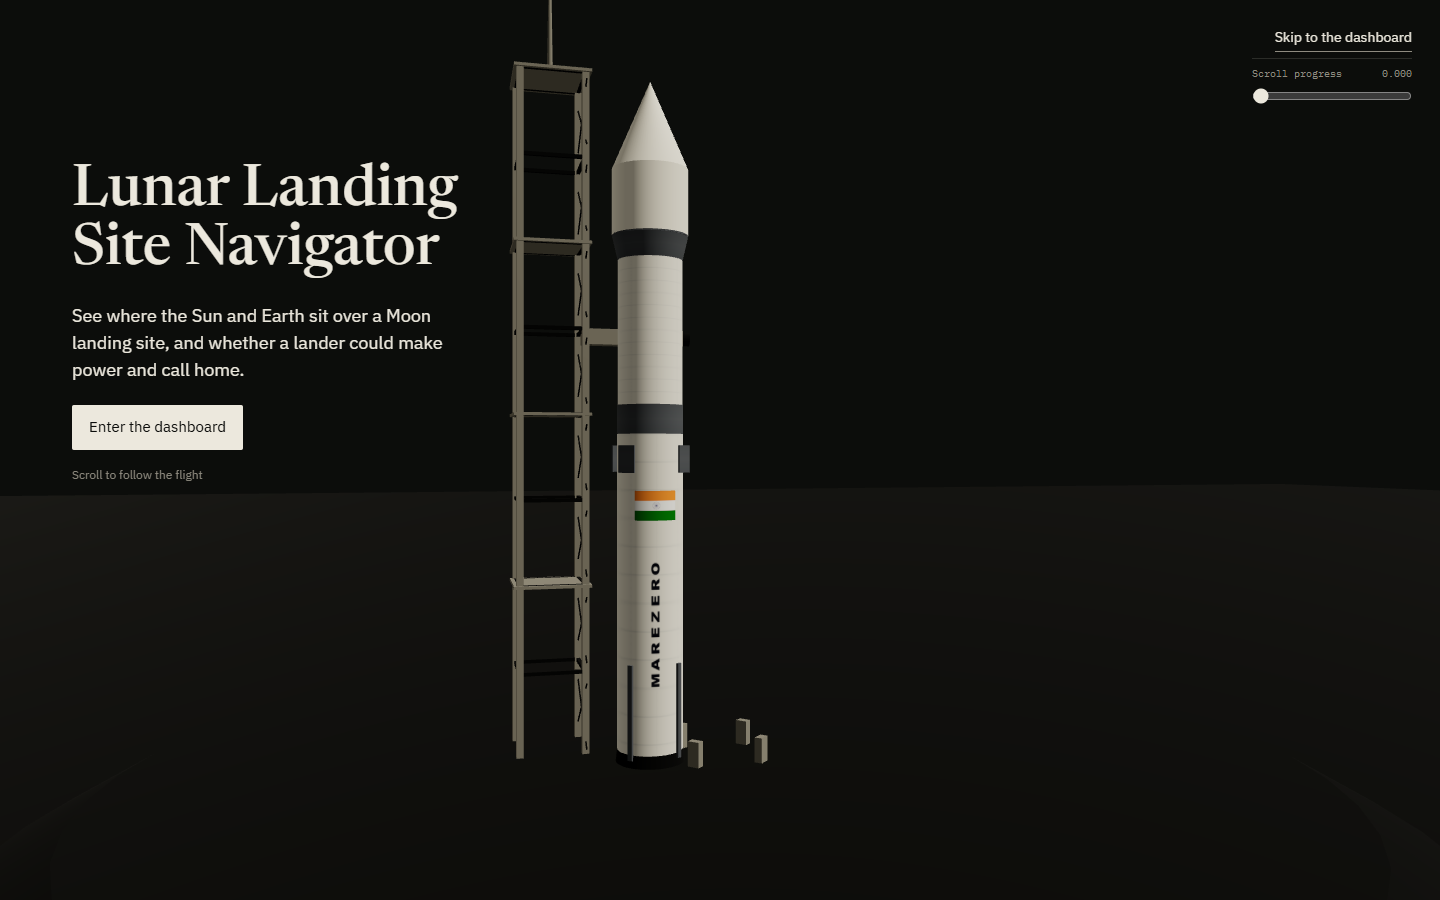 Skip to the dashboard
Scroll progress 0.000
Lunar Landing
Site Navigator
See where the Sun and Earth sit over a Moon
landing site, and whether a lander could make
power and call home.
Enter the dashboard
Scroll to follow the flight
MAREZERO